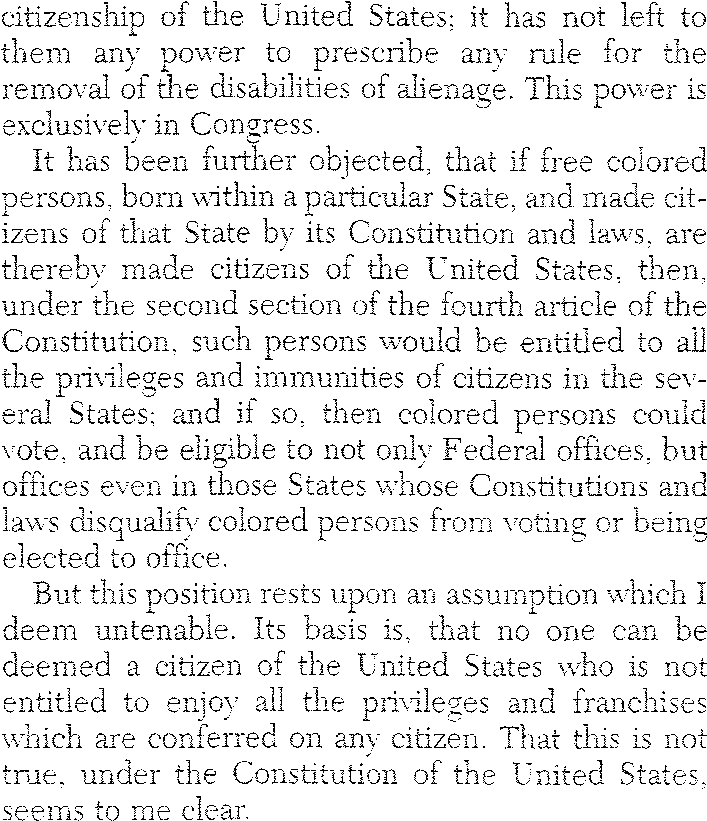 citizenship of the United States; it has not left to
them any power to prescribe any rule for the
removal of the disabilities of alienage. This power is
exclusively in Congress.
It has been further objected, that if free colored
persons, born within a particular State, and made cit-
izens of that State by its Constitution and laws, are
thereby made citizens of the United States, then,
under the second section of the fourth article of the
Constitution, such persons would be entitled to all
the privileges and immunities of citizens in the sev-
eral States; and if so, then colored persons could
vote, and be eligible to not only Federal offices, but
offices even in those States whose Constitutions and
laws disqualify colored persons from voting or being
elected to office.
But this position rests upon an assumption which I
deem untenable. Its basis is, that no one can be
deemed a citizen of the United States who is not
entitled to enjoy all the privileges and franchises
which are conferred on any citizen. That this is not
true, under the Constitution of the United States,
seems to me clear.